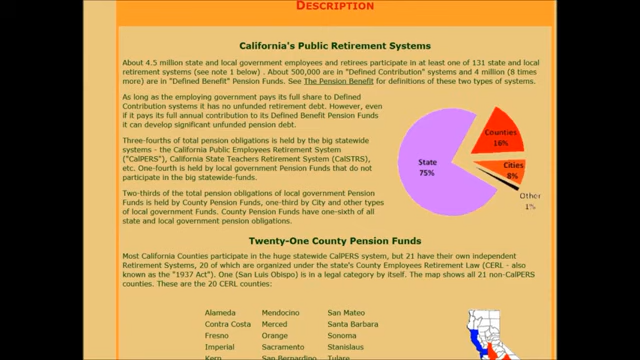 DESCRIPTION
California's Public Retirement Systems
About 4.5 million state and local government employees and retirees participate in at least one of 131 state and local
retirement systems (see note 1 below) . About 500,000 are in "Defined Contribution" systems and 4 million (8 times
more) are in "Defined Benefit" Pension Funds. See The Pension Benefit for definitions of these two types of systems.
As long as the employing government pays its full share to Defined
Contribution systems it has no unfunded retirement debt. However, even
if it pays its full annual contribution to its Defined Benefit Pension Funds
it can develop significant unfunded pension debt.
Three-fourths of total pension obligations is held by the big statewide
systems - the California Public Employees Retirement System
("CalPERS"), California State Teachers Retirement System (CalSTRS),
etc. One-fourth is held by local government Pension Funds that do not
participate in the big statewide-funds.
Two-thirds of the total pension obligations of local government Pension
Funds is held by County Pension Funds, one-third by City and other
types of local government Funds. County Pension Funds have one-sixth of all
state and local government pension obligations.
State
75%
Counties
16%
Cities
8%
Other
1%
Twenty-One County Pension Funds
Most California Counties participate in the huge statewide CalPERS system, but 21 have their own independent
Retirement Systems, 20 of which are organized under the state's County Employees Retirement Law (CERL - also
known as the "1937 Act"). One (San Luis Obispo) is in a legal category by itself. The map shows all 21 non-CalPERS
counties. These are the 20 CERL counties:
Alameda Mendocino San Mateo
Contra Costa Merced Santa Barbara
Fresno Orange Sonoma
Imperial Sacramento Stanislaus
Kern San Bernardino Tulare